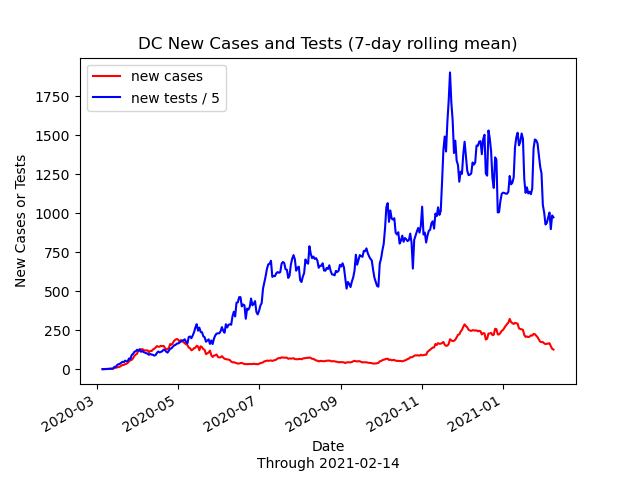 DC New Cases and Tests (7-day rolling mean)
new cases
new tests / 5
1750
1500
1250
1000
750
500
250
0
New Cases or Tests
2020-03
2020-05
2020-07
2020-09
2020-11
2021-01
Date
Through 2021-02-14